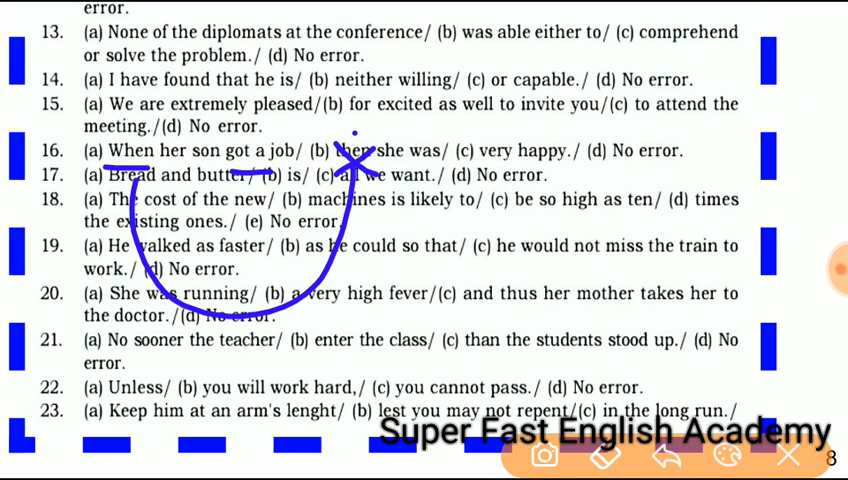 error.
13. (a) None of the diplomats at the conference/ (b) was able either to/ (c) comprehend
or solve the problem./ (d) No error.
14. (a) I have found that he is/ (b) neither willing/ (c) or capable./ (d) No error.
15. (a) We are extremely pleased/(b) for excited as well to invite you/(c) to attend the
meeting./(d) No error.
16. (a) When her son got a job/ (b) then she was/ (c) very happy./ (d) No error.
17. (a) Bread and butter/ (b) is/ (c) all we want./ (d) No error.
18. (a) The cost of the new/ (b) machines is likely to/ (c) be so high as ten/ (d) times
the existing ones./ (e) No error.
19. (a) He walked as faster/ (b) as he could so that/ (c) he would not miss the train to
work./ (d) No error.
20. (a) She was running/ (b) a very high fever/(c) and thus her mother takes her to
the doctor./(d) No error.
21. (a) No sooner the teacher/ (b) enter the class/ (c) than the students stood up./ (d) No
error.
22. (a) Unless/ (b) you will work hard,/ (c) you cannot pass./ (d) No error.
23. (a) Keep him at an arm's lenght/ (b) lest you may not repent/(c) in the long run./
Super Fast English Academy
8